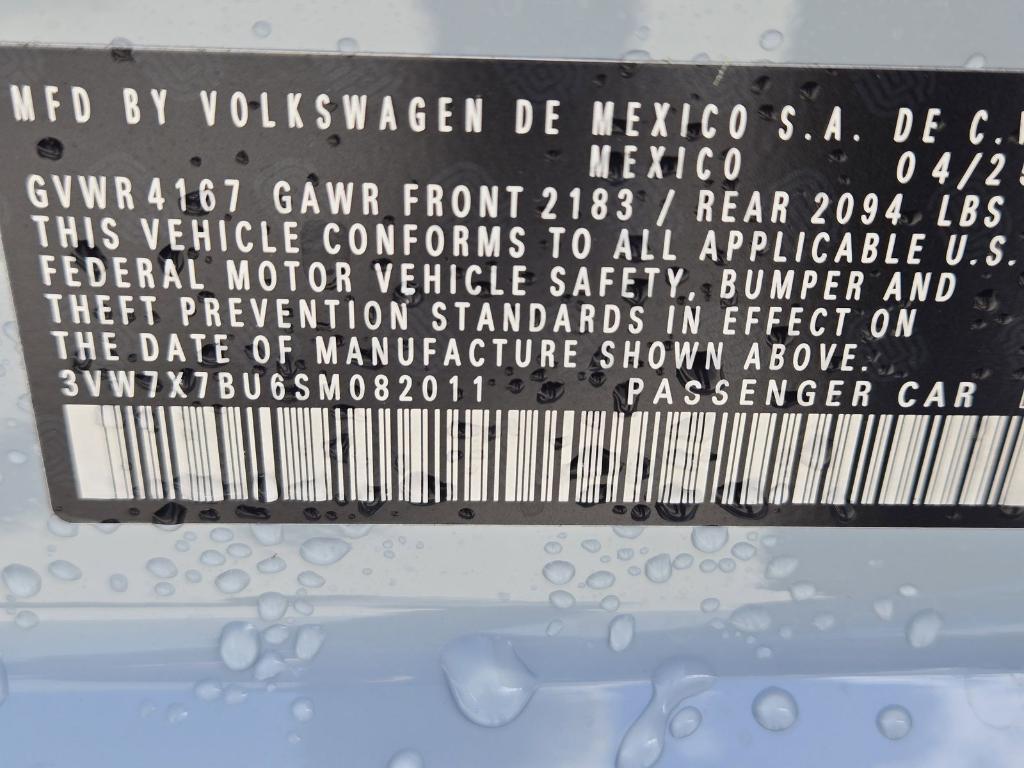 MFD BY VOLKSWAGEN DE MEXICO S.A. DE C.
MEXICO 04/2
GVWR 4167 GAWR FRONT 2183 / REAR 2094 LBS
THIS VEHICLE CONFORMS TO ALL APPLICABLE U.S.
FEDERAL MOTOR VEHICLE SAFETY, BUMPER AND
THEFT PREVENTION STANDARDS IN EFFECT ON
THE DATE OF MANUFACTURE SHOWN ABOVE.
3VW7X7BU6SM082011 PASSENGER CAR